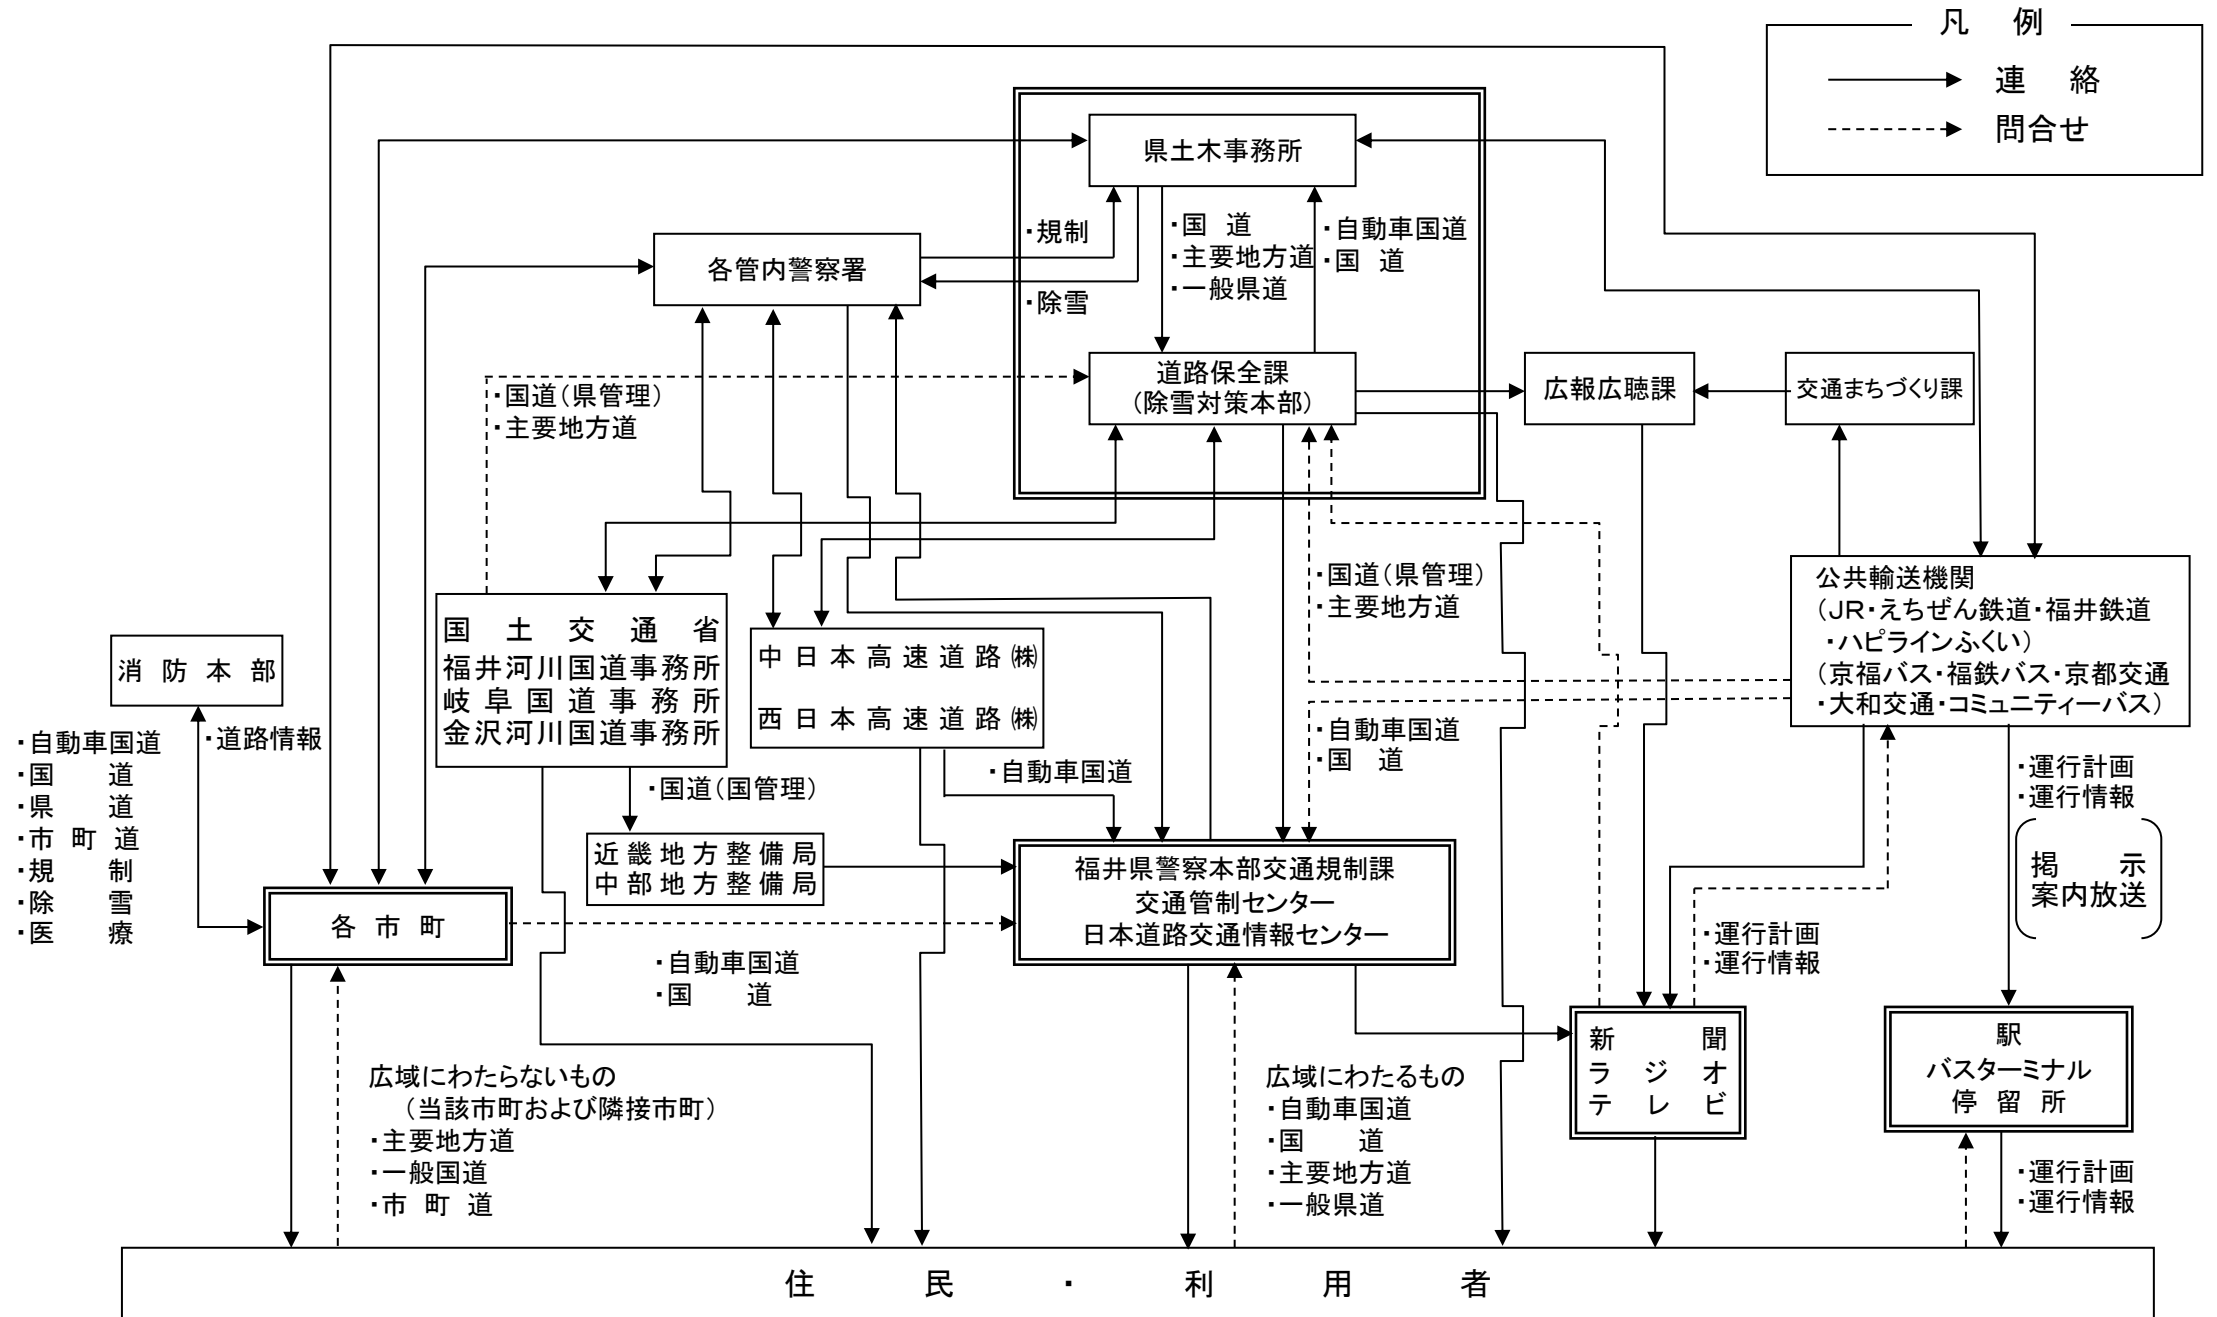 凡　例
連　絡
問合せ
県土木事務所
・規制
・国　道
・主要地方道
・一般県道
・自動車国道
・国　道
各管内警察署
・除雪
道路保全課
（除雪対策本部）
広報広聴課
交通まちづくり課
・国道（県管理）
・主要地方道
・国道（県管理）
・主要地方道
公共輸送機関
（ＪＲ・えちぜん鉄道・福井鉄道
・ハピラインふくい）
（京福バス・福鉄バス・京都交通
・大和交通・コミュニティーバス）
国　土　交　通　省
福井河川国道事務所
岐阜国道事務所
金沢河川国道事務所
中日本高速道路㈱
西日本高速道路㈱
消防本部
・道路情報
・自動車国道
・国　　道
・県　　道
・市　町　道
・規　　制
・除　　雪
・医　　療
・自動車国道
・国　道
・自動車国道
・国道（国管理）
・運行計画
・運行情報
掲　　示
案内放送
近畿地方整備局
中部地方整備局
福井県警察本部交通規制課
交通管制センター
日本道路交通情報センター
各　市　町
・自動車国道
・国　　道
・運行計画
・運行情報
新　　聞
ラ　ジ　オ
テ　レ　ビ
駅
バスターミナル
停　留　所
広域にわたらないもの
（当該市町および隣接市町）
・主要地方道
・一般国道
・市　町　道
広域にわたるもの
・自動車国道
・国　　道
・主要地方道
・一般県道
・運行計画
・運行情報
住　民　・　利　用　者